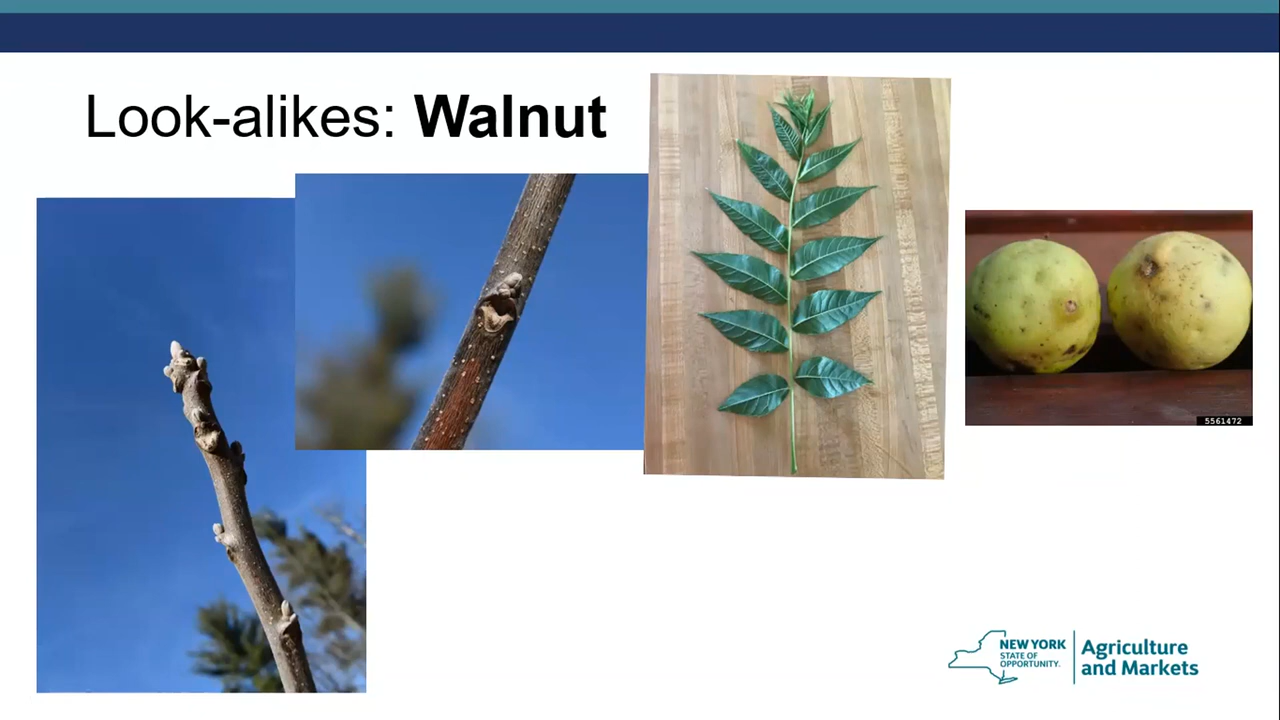 Look-alikes: Walnut
5561472
NEW YORK
STATE OF
OPPORTUNITY.
Agriculture
and Markets